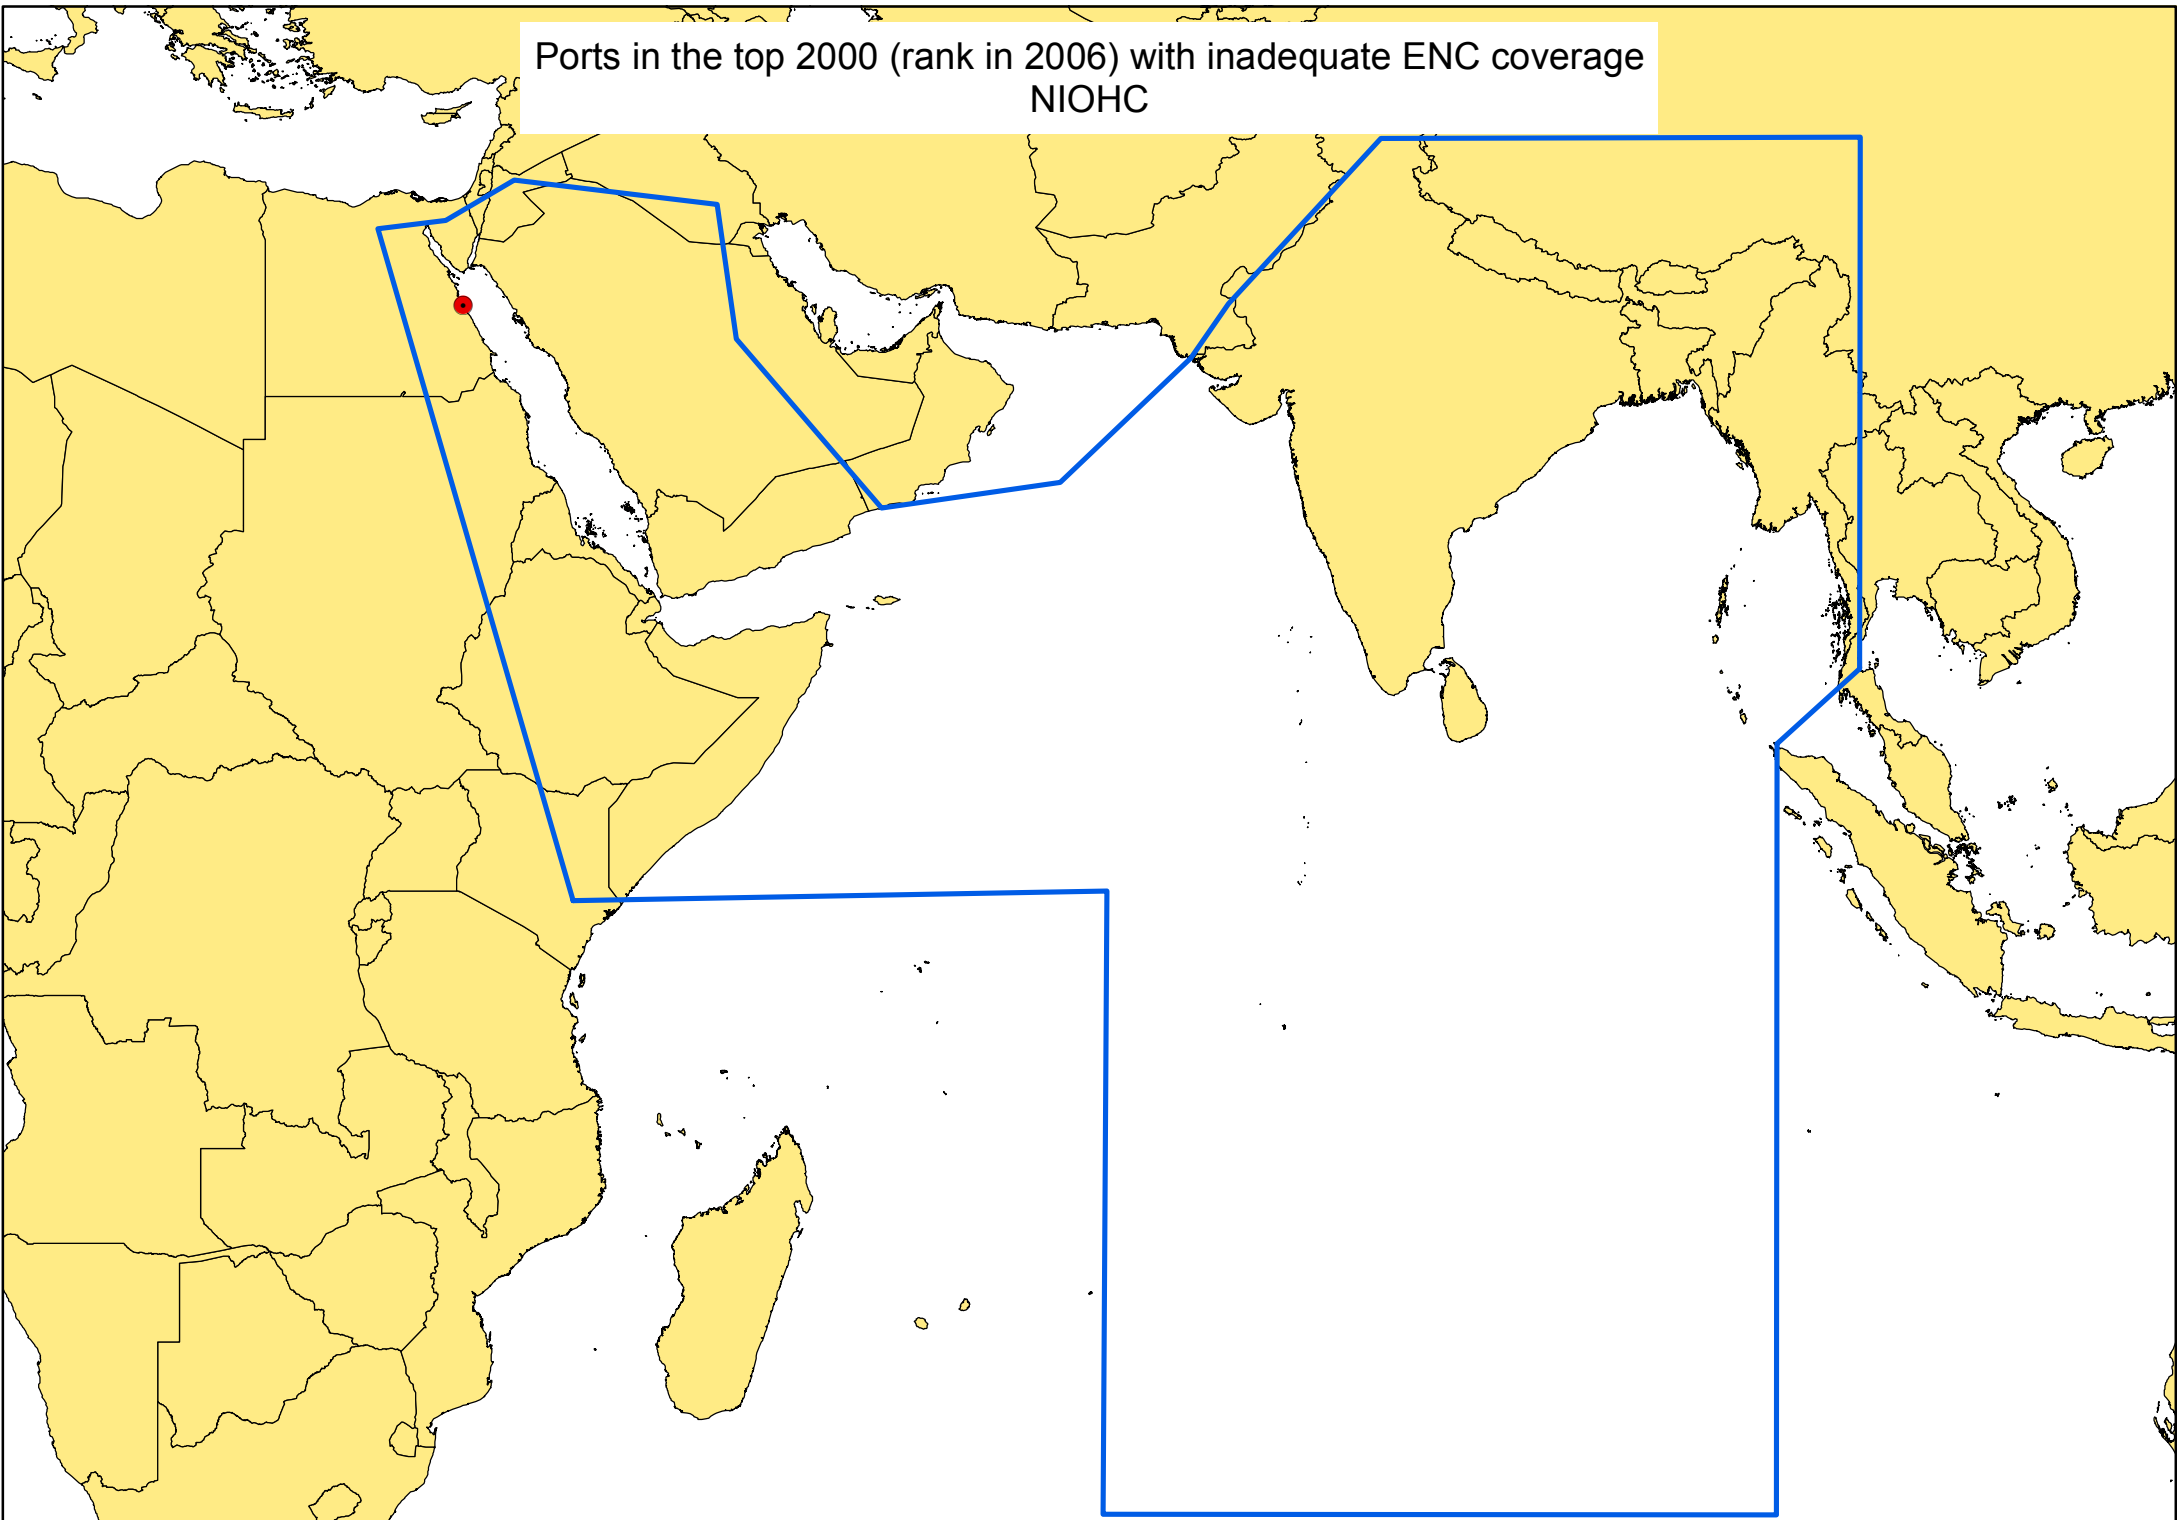 Ports in the top 2000 (rank in 2006) with inadequate ENC coverage
NIOHC